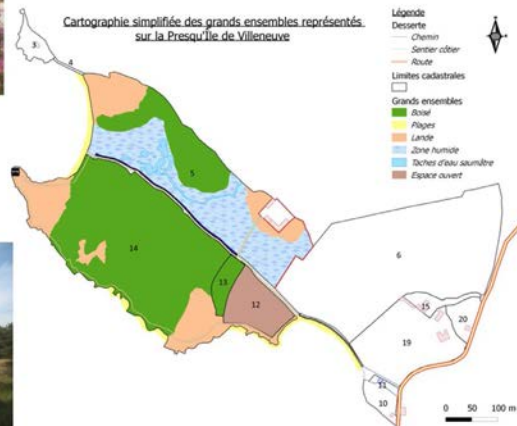 Cartographie simplifiée des grands ensembles représentés
sur la Presqu'île de Villeneuve
Légende
Desserte
Chemin
Sentier côtier
Route
Limites cadastrales
Grands ensembles
Boisé
Plages
Lande
Zone humide
Taches d'eau saumâtre
Espace ouvert
3
4
5
6
14
13
12
15
20
19
11
10
0 50 100 m